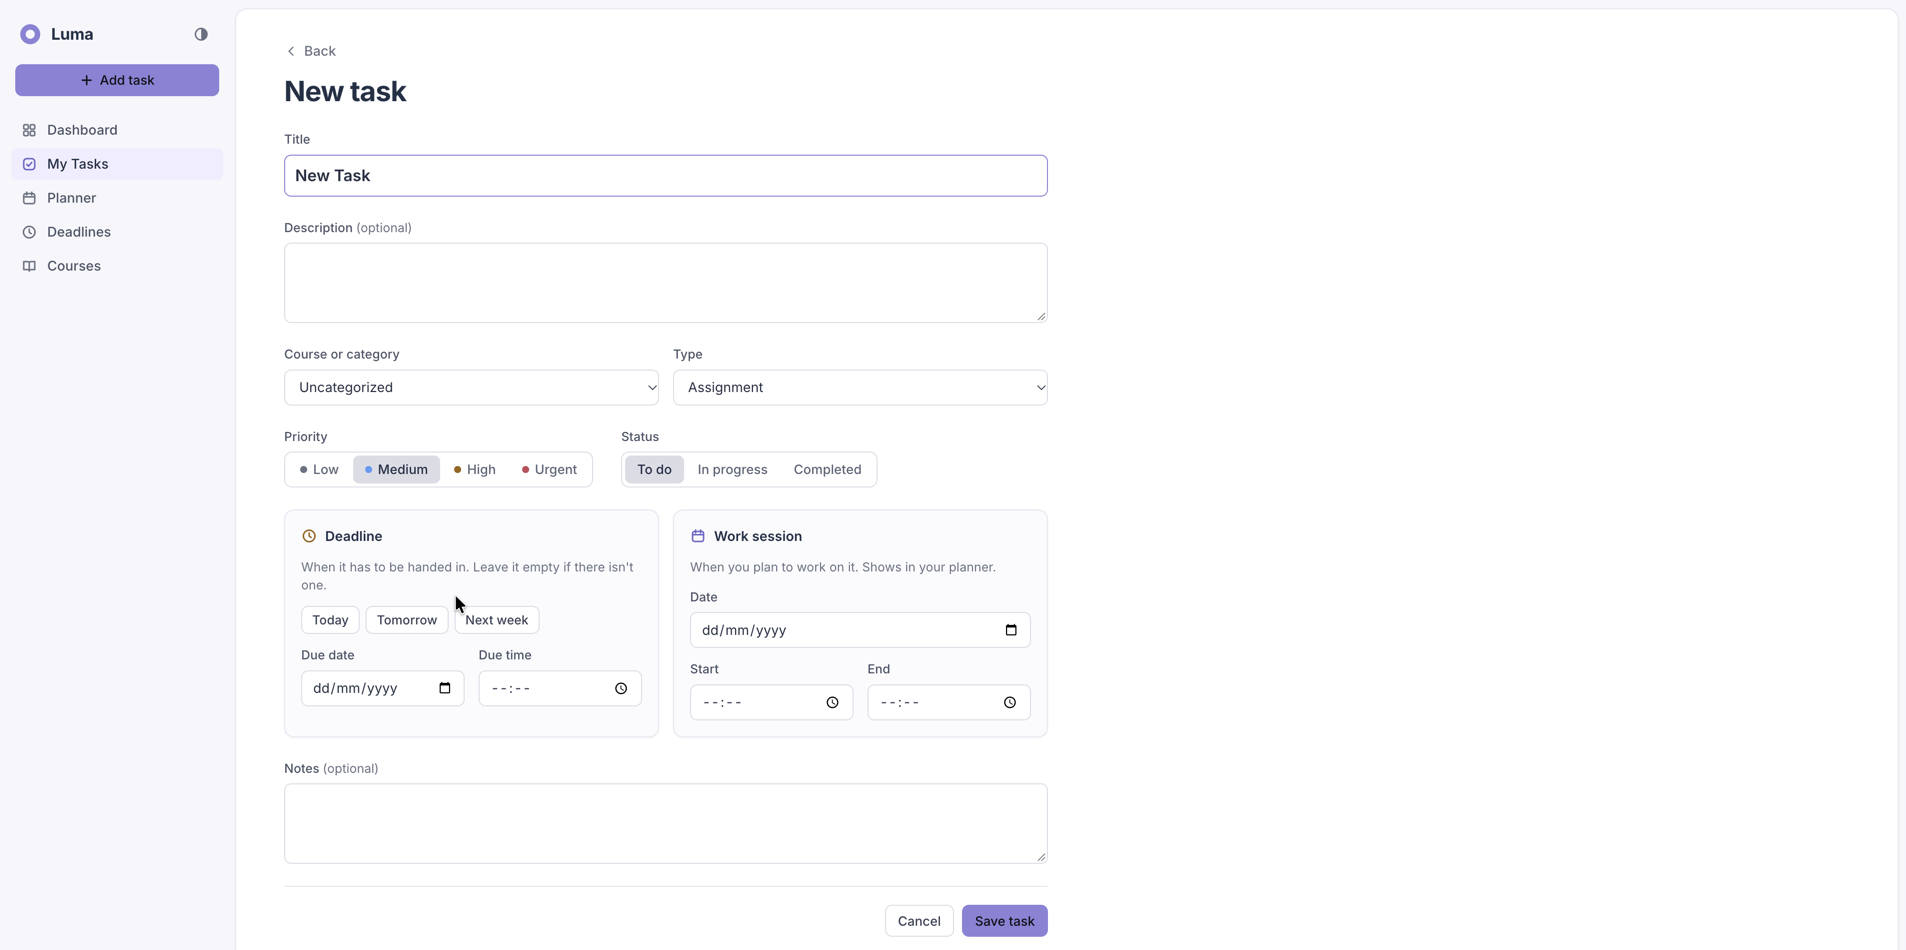 Luma
Add task
Dashboard
My Tasks
Planner
Deadlines
Courses
Back
New task
Title
New Task
Description (optional)
Course or category
Type
Uncategorized
Assignment
Priority
Status
Low
Medium
High
Urgent
To do
In progress
Completed
Deadline
When it has to be handed in. Leave it empty if there isn't
one.
Today
Tomorrow
Next week
Due date
Due time
dd/mm/yyyy
--:--
Work session
When you plan to work on it. Shows in your planner.
Date
dd/mm/yyyy
Start
End
--:--
--:--
Notes (optional)
Cancel
Save task